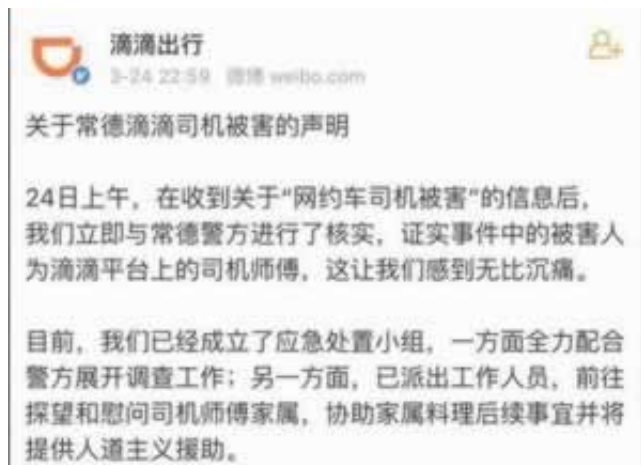 滴滴出行
3-24 22:59 微博 weibo.com
关于常德滴滴司机被害的声明
24日上午，在收到关于“网约车司机被害”的信息后，
我们立即与常德警方进行了核实，证实事件中的被害人
为滴滴平台上的司机师傅，这让我们感到无比沉痛。
目前，我们已经成立了应急处置小组，一方面全力配合
警方展开调查工作；另一方面，已派出工作人员，前往
探望和慰问司机师傅家属，协助家属料理后续事宜并将
提供人道主义援助。